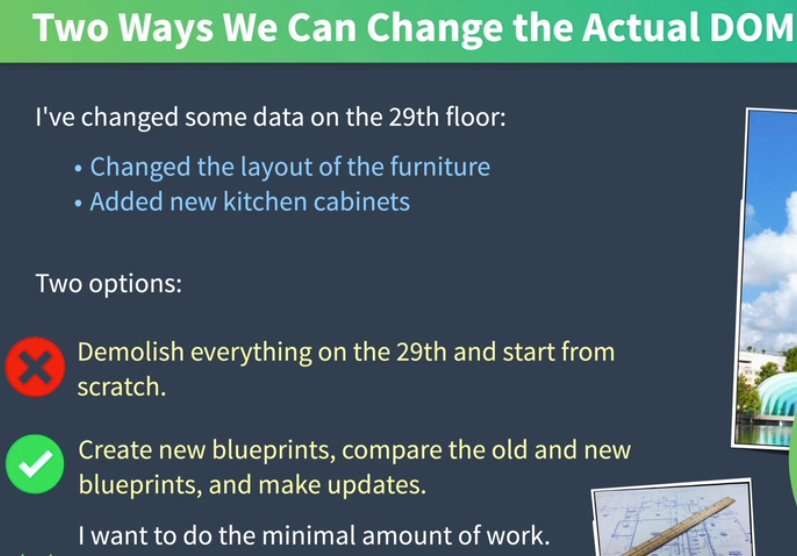 Two Ways We Can Change the Actual DOM
I've changed some data on the 29th floor:
• Changed the layout of the furniture
• Added new kitchen cabinets
Two options:
Demolish everything on the 29th and start from
scratch.
Create new blueprints, compare the old and new
blueprints, and make updates.
I want to do the minimal amount of work.